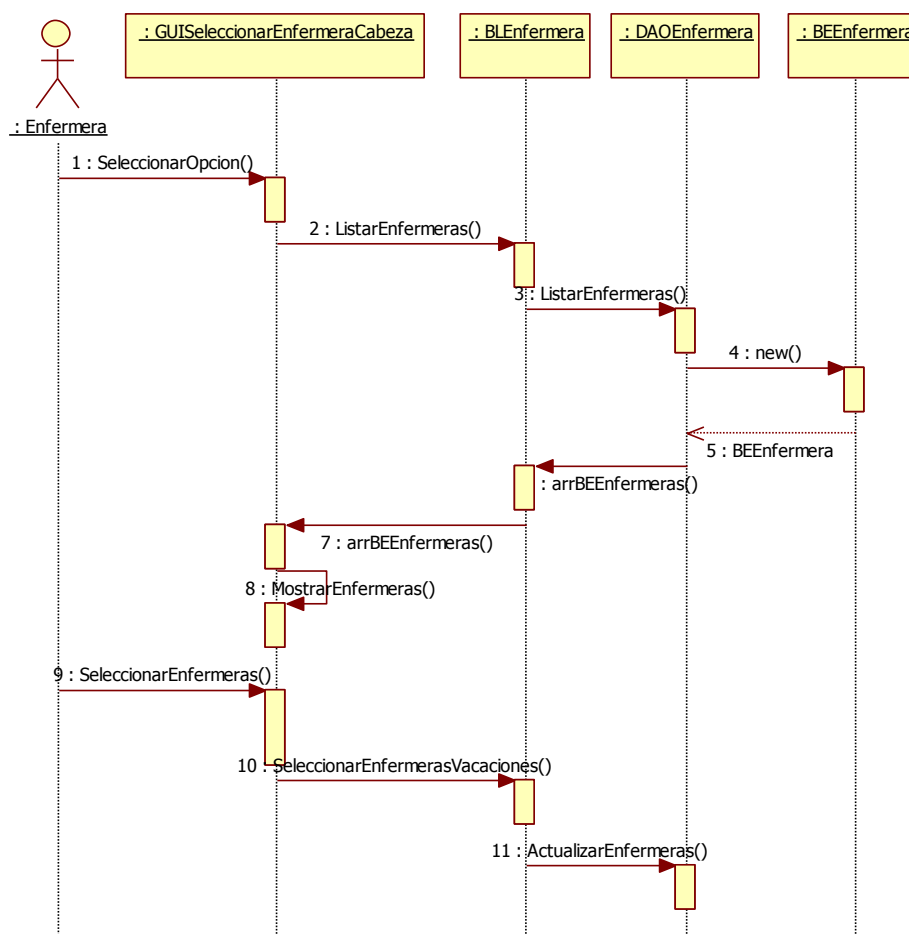 : GUISeleccionarEnfermeraCabeza
: BLEnfermera
: DAOEnfermera
: BEEnfermera
: Enfermera
1 : SeleccionarOpcion()
2 : ListarEnfermeras()
3 : ListarEnfermeras()
4 : new()
5 : BEEnfermera
: arrBEEnfermeras()
7 : arrBEEnfermeras()
8 : MostrarEnfermeras()
9 : SeleccionarEnfermeras()
10 : SeleccionarEnfermerasVacaciones()
11 : ActualizarEnfermeras()